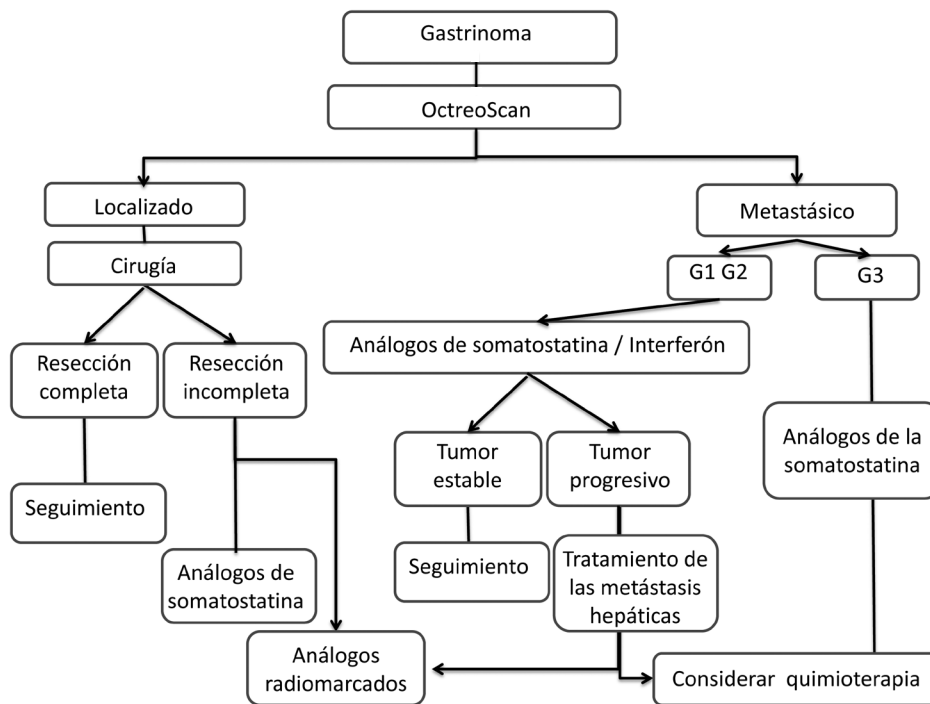 Gastrinoma
OctreoScan
Localizado
Metastásico
Cirugía
G1 G2
G3
Análogos de somatostatina / Interferón
Resección
completa
Resección
incompleta
Análogos de la
somatostatina
Tumor
estable
Tumor
progresivo
Seguimiento
Seguimiento
Tratamiento de
las metástasis
hepáticas
Análogos de
somatostatina
Análogos
radiomarcados
Considerar quimioterapia